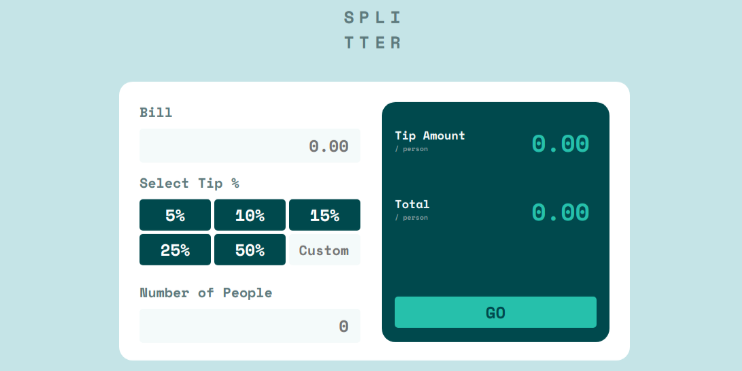 SPLI
TTER
Bill
0.00
Select Tip %
5% 10% 15%
25% 50% Custom
Number of People
0
Tip Amount
/ person
0.00
Total
/ person
0.00
GO